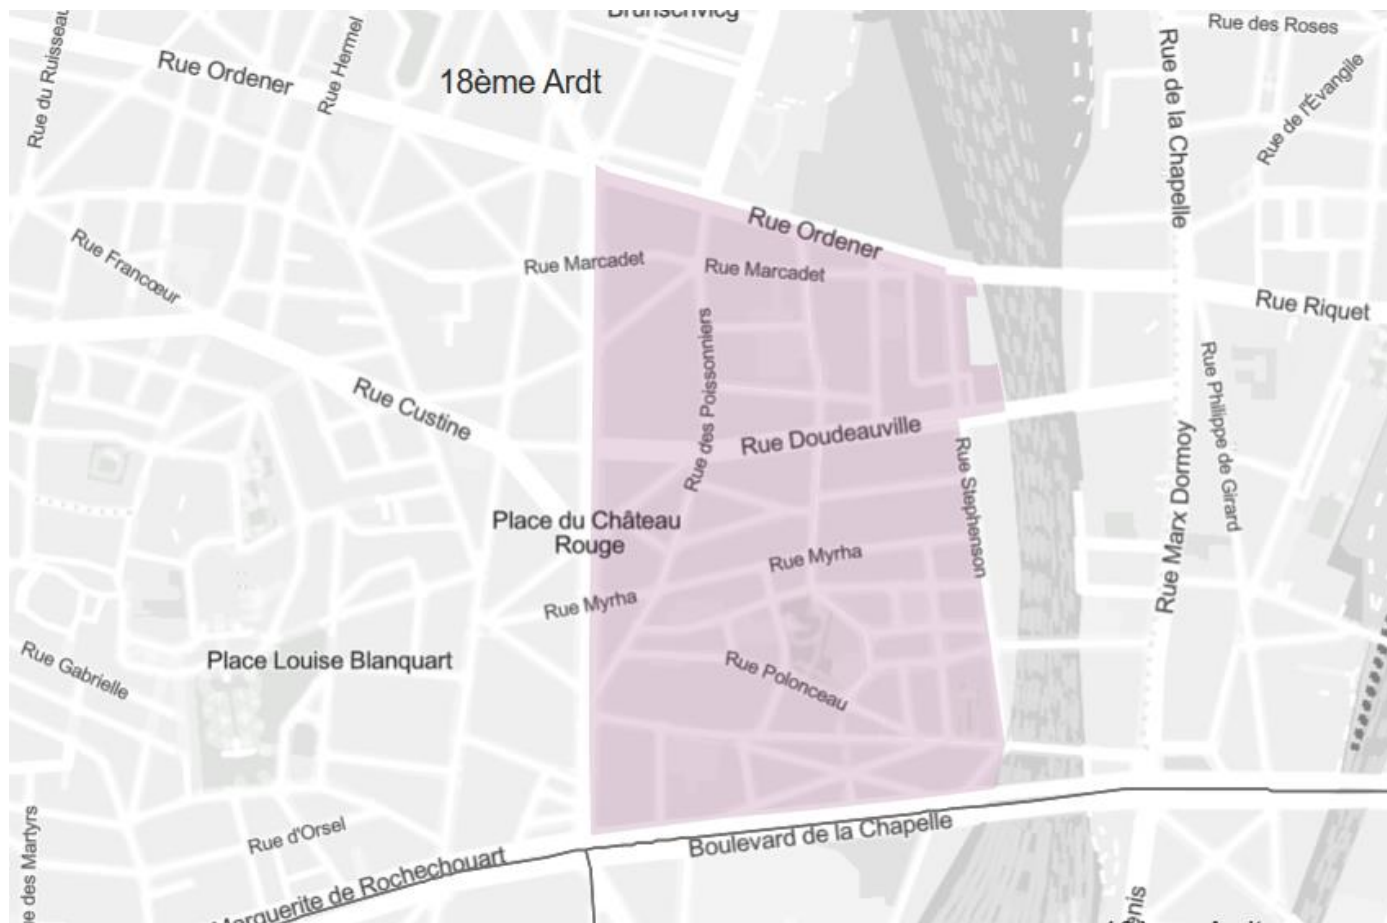 Brunschvicg
Rue des Roses
Rue du Ruisseau
Rue Ordener
Rue Hermel
18ème Ardt
Rue de la Chapelle
Rue de l'Évangile
Rue Francœur
Rue Marcadet
Rue Ordener
Rue Marcadet
Rue Riquet
Rue des Poissonniers
Rue Custine
Rue Doudeauville
Rue Stephenson
Rue Philippe de Girard
Rue Marx Dormoy
Place du Château
Rouge
Rue Myrha
Rue Myrha
Rue Gabrielle
Place Louise Blanquart
Rue Polonceau
Rue d'Orsel
Boulevard de la Chapelle
Marguerite de Rochechouart
des Martyrs